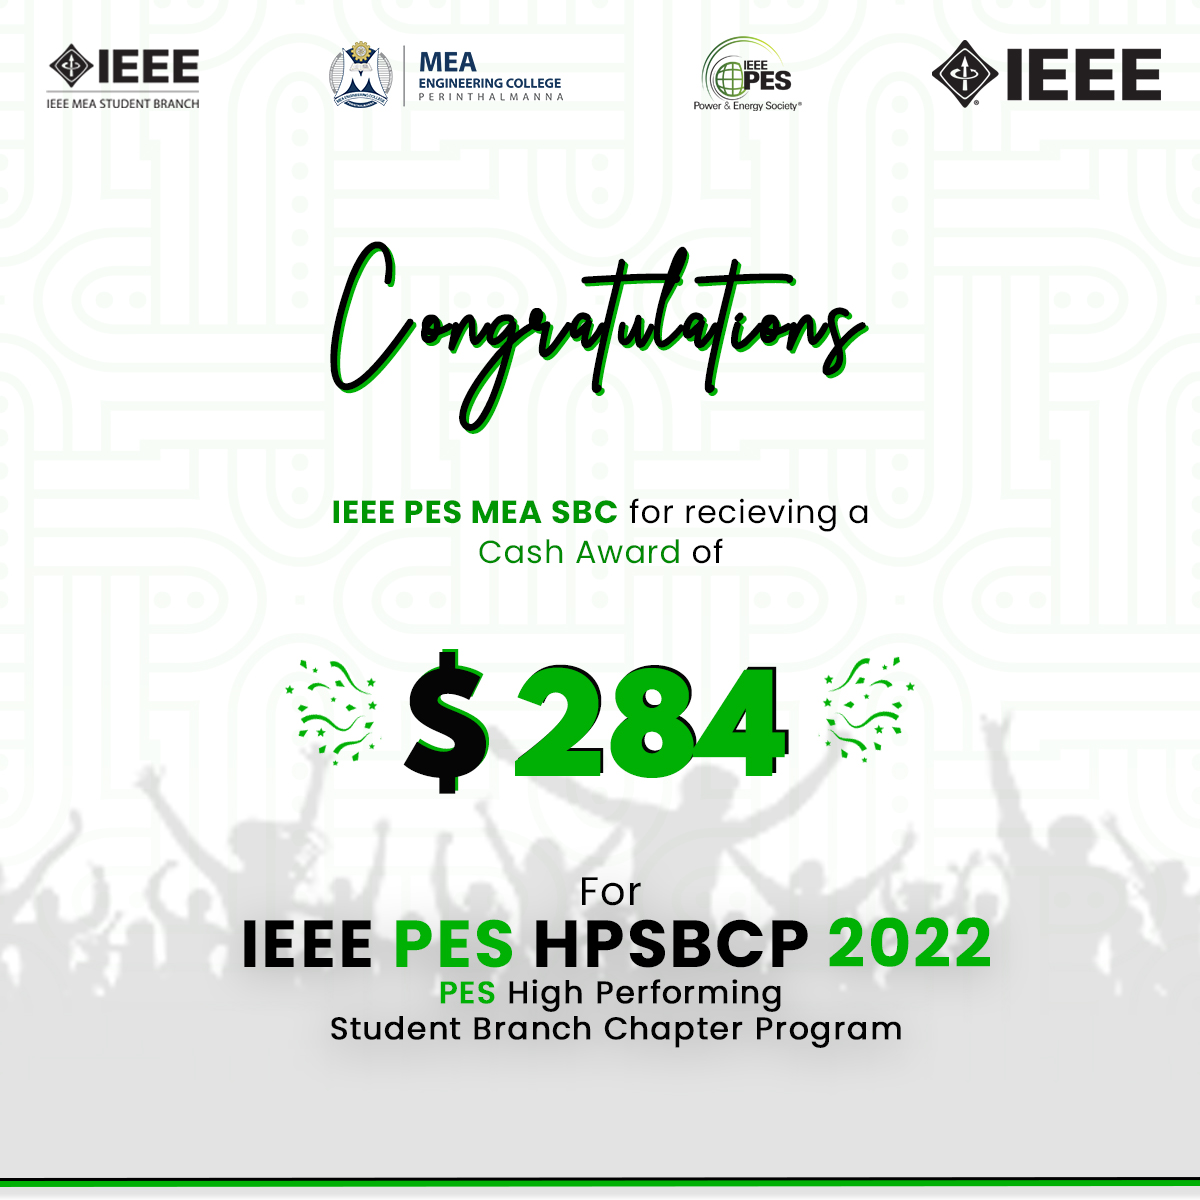 IEEE
IEEE MEA STUDENT BRANCH
MEA
ENGINEERING COLLEGE
PERINTHALMANNA
IEEE
PES
Power & Energy Society®
IEEE
Congratulations
IEEE PES MEA SBC for recieving a
Cash Award of
$ 284
For
IEEE PES HPSBCP 2022
PES High Performing
Student Branch Chapter Program